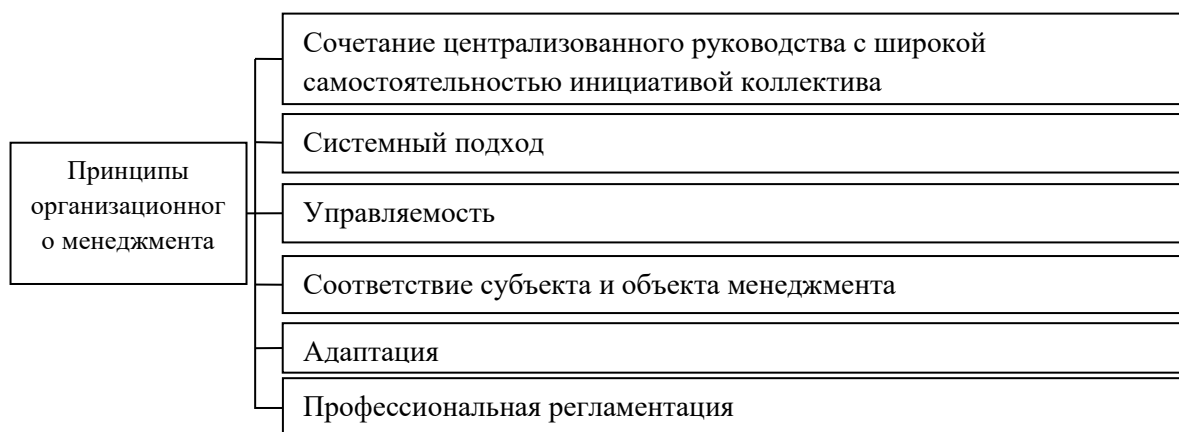 Сочетание централизованного руководства с широкой
самостоятельностью инициативой коллектива
Системный подход
Принципы
организационног
о менеджмента
Управляемость
Соответствие субъекта и объекта менеджмента
Адаптация
Профессиональная регламентация